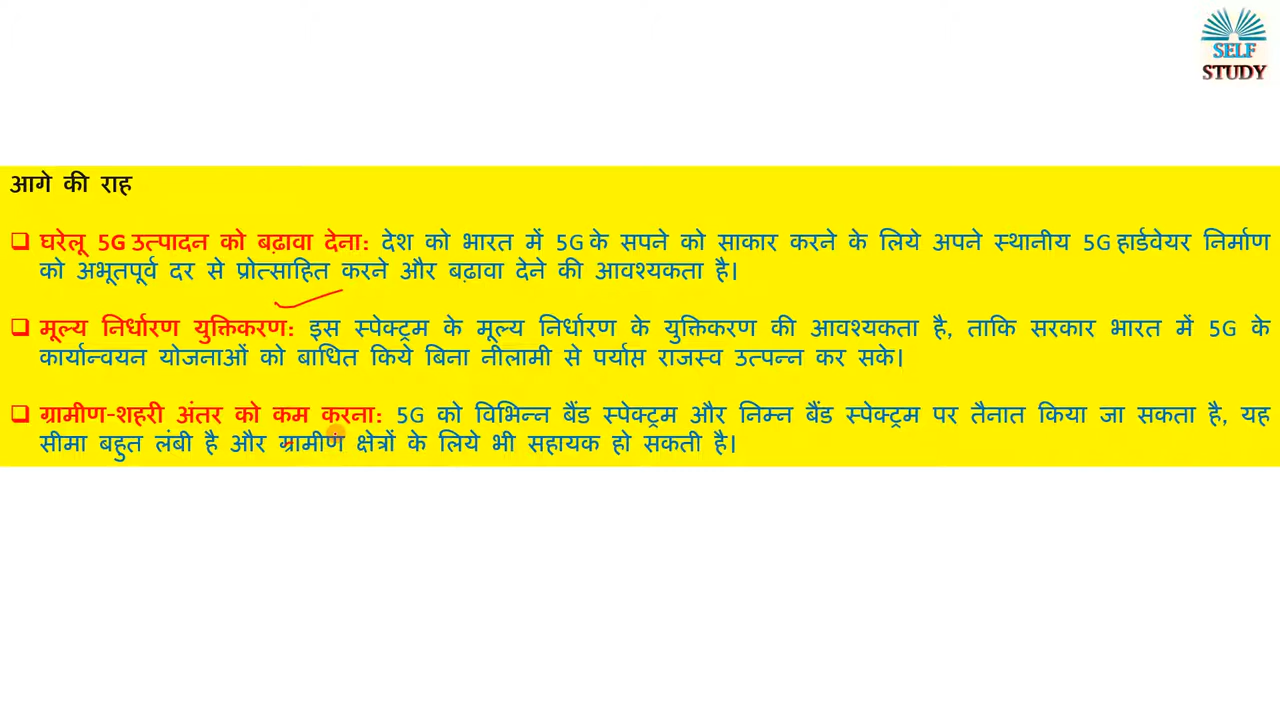 SELF
STUDY
आगे की राह
घरेलू 5G उत्पादन को बढ़ावा देना: देश को भारत में 5G के सपने को साकार करने के लिये अपने स्थानीय 5G हार्डवेयर निर्माण
को अभूतपूर्व दर से प्रोत्साहित करने और बढ़ावा देने की आवश्यकता है।
मूल्य निर्धारण युक्तिकरण: इस स्पेक्ट्रम के मूल्य निर्धारण के युक्तिकरण की आवश्यकता है, ताकि सरकार भारत में 5G के
कार्यान्वयन योजनाओं को बाधित किये बिना नीलामी से पर्याप्त राजस्व उत्पन्न कर सके।
ग्रामीण-शहरी अंतर को कम करना: 5G को विभिन्न बैंड स्पेक्ट्रम और निम्न बैंड स्पेक्ट्रम पर तैनात किया जा सकता है, यह
सीमा बहुत लंबी है और ग्रामीण क्षेत्रों के लिये भी सहायक हो सकती है।